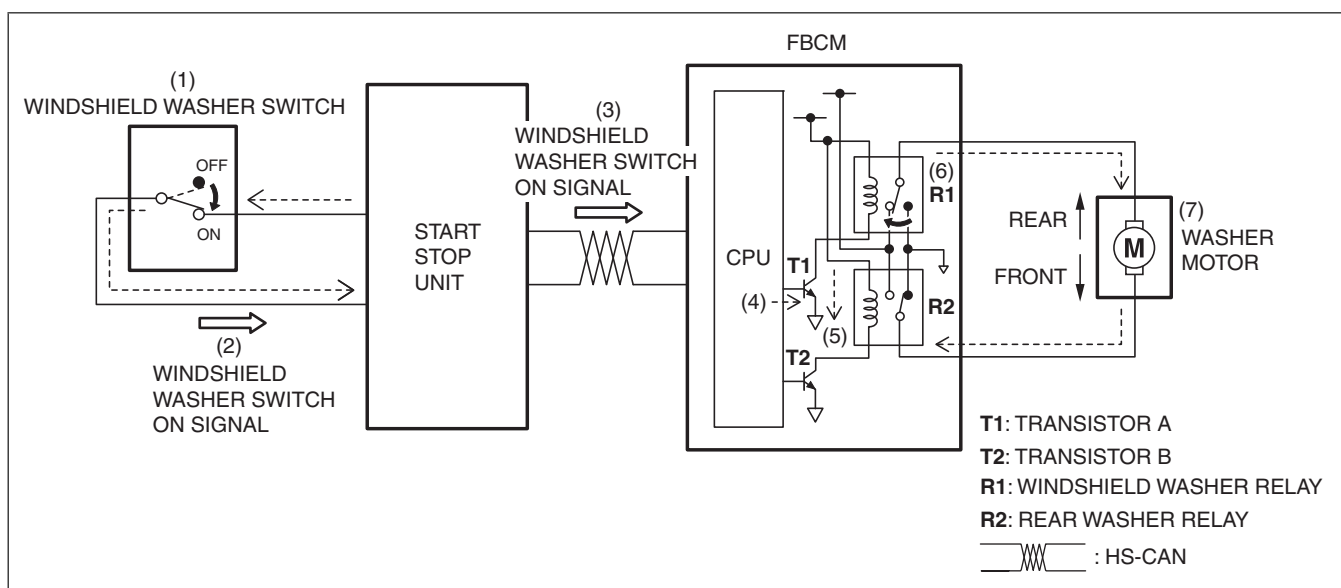 FBCM
(1)
WINDSHIELD WASHER SWITCH
OFF
ON
(2)
WINDSHIELD
WASHER SWITCH
ON SIGNAL
START
STOP
UNIT
(3)
WINDSHIELD
WASHER SWITCH
ON SIGNAL
CPU
T1
(4)
(5)
T2
(6)
R1
R2
REAR
FRONT
M
(7)
WASHER
MOTOR
T1: TRANSISTOR A
T2: TRANSISTOR B
R1: WINDSHIELD WASHER RELAY
R2: REAR WASHER RELAY
: HS-CAN